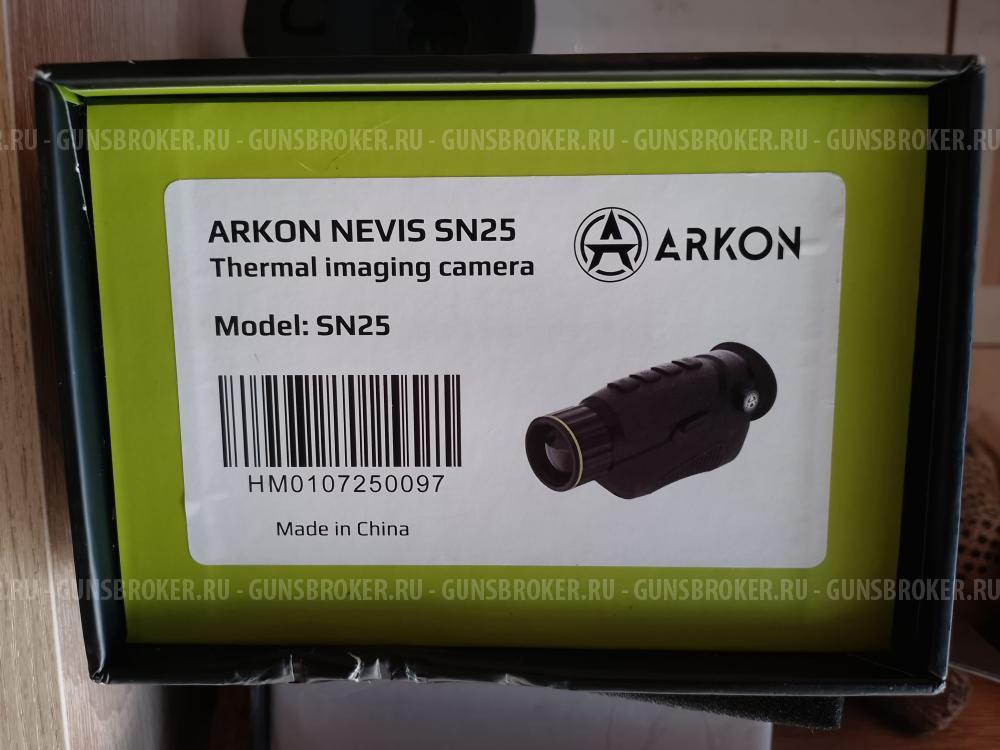 GUNSBROKER.RU - GUNSBROKER.RU - GUNSBROKER.RU - GUNSBROKER.RU - GUNSBROKER.RU
ARKON NEVIS SN25
Thermal imaging camera
ARKON
Model: SN25
HM0107250097
Made in China
GUNSBROKER.RU - GUNSBROKER.RU - GUNSBROKER.RU - GUNSBROKER.RU - GUNSBROKER.RU